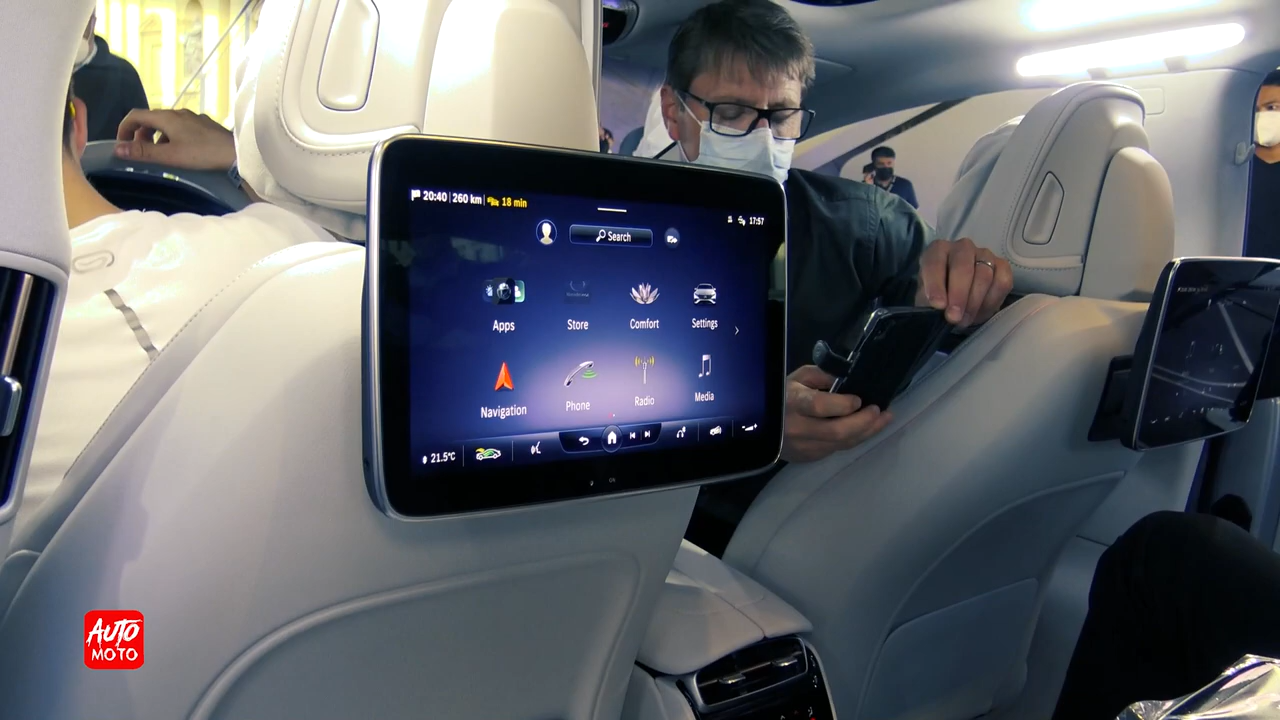 20:40 | 260 km | 18 min
17:57
Search
Apps
Store
Comfort
Settings
Navigation
Phone
Radio
Media
21.5°C
AUTO
MOTO